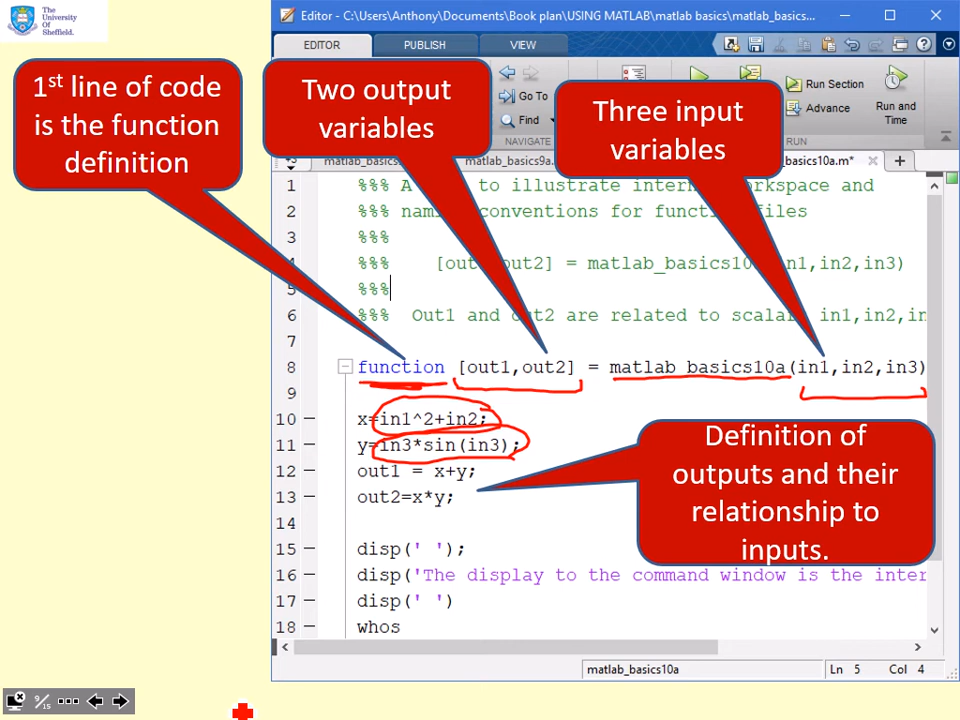 The
University
Of
Sheffield.
Editor - C:\Users\Anthony\Documents\Book plan\USING MATLAB\matlab basics\matlab_basics...
EDITOR
PUBLISH
VIEW
1st line of code
is the function
definition
Two output
variables
Three input
variables
Go To
Find
NAVIGATE
Run Section
Advance
Run and
Time
RUN
matlab_basics
matlab_basics9a.
basics10a.m*
1 %%% A to illustrate intern workspace and
2 %%% namin conventions for functi files
3 %%%
4 %%% [out out2] = matlab_basics10 in1,in2,in3)
5 %%%
6 %%% Out1 and out2 are related to scala in1,in2,in
7
8 function [out1,out2] = matlab_basics10a(in1,in2,in3)
9
10 x=in1^2+in2;
11 y=in3*sin(in3);
12 out1 = x+y;
13 out2=x*y;
14
15 disp(' ');
16 disp('The display to the command window is the inter
17 disp(' ')
18 whos
Definition of
outputs and their
relationship to
inputs.
matlab_basics10a
Ln 5 Col 4
9/15